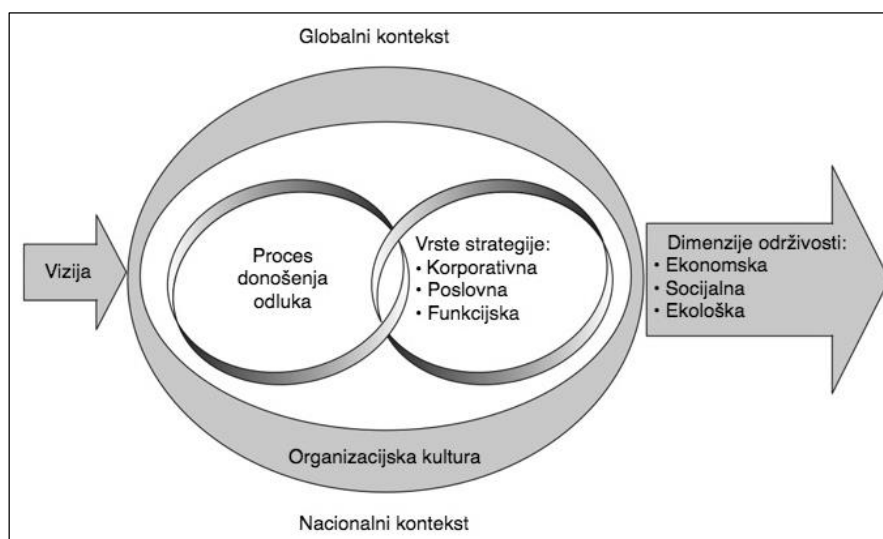 Globalni kontekst
Vizija
Proces
donošenja
odluka
Vrste strategije:
• Korporativna
• Poslovna
• Funkcijska
Dimenzije održivosti:
• Ekonomska
• Socijalna
• Ekološka
Organizacijska kultura
Nacionalni kontekst